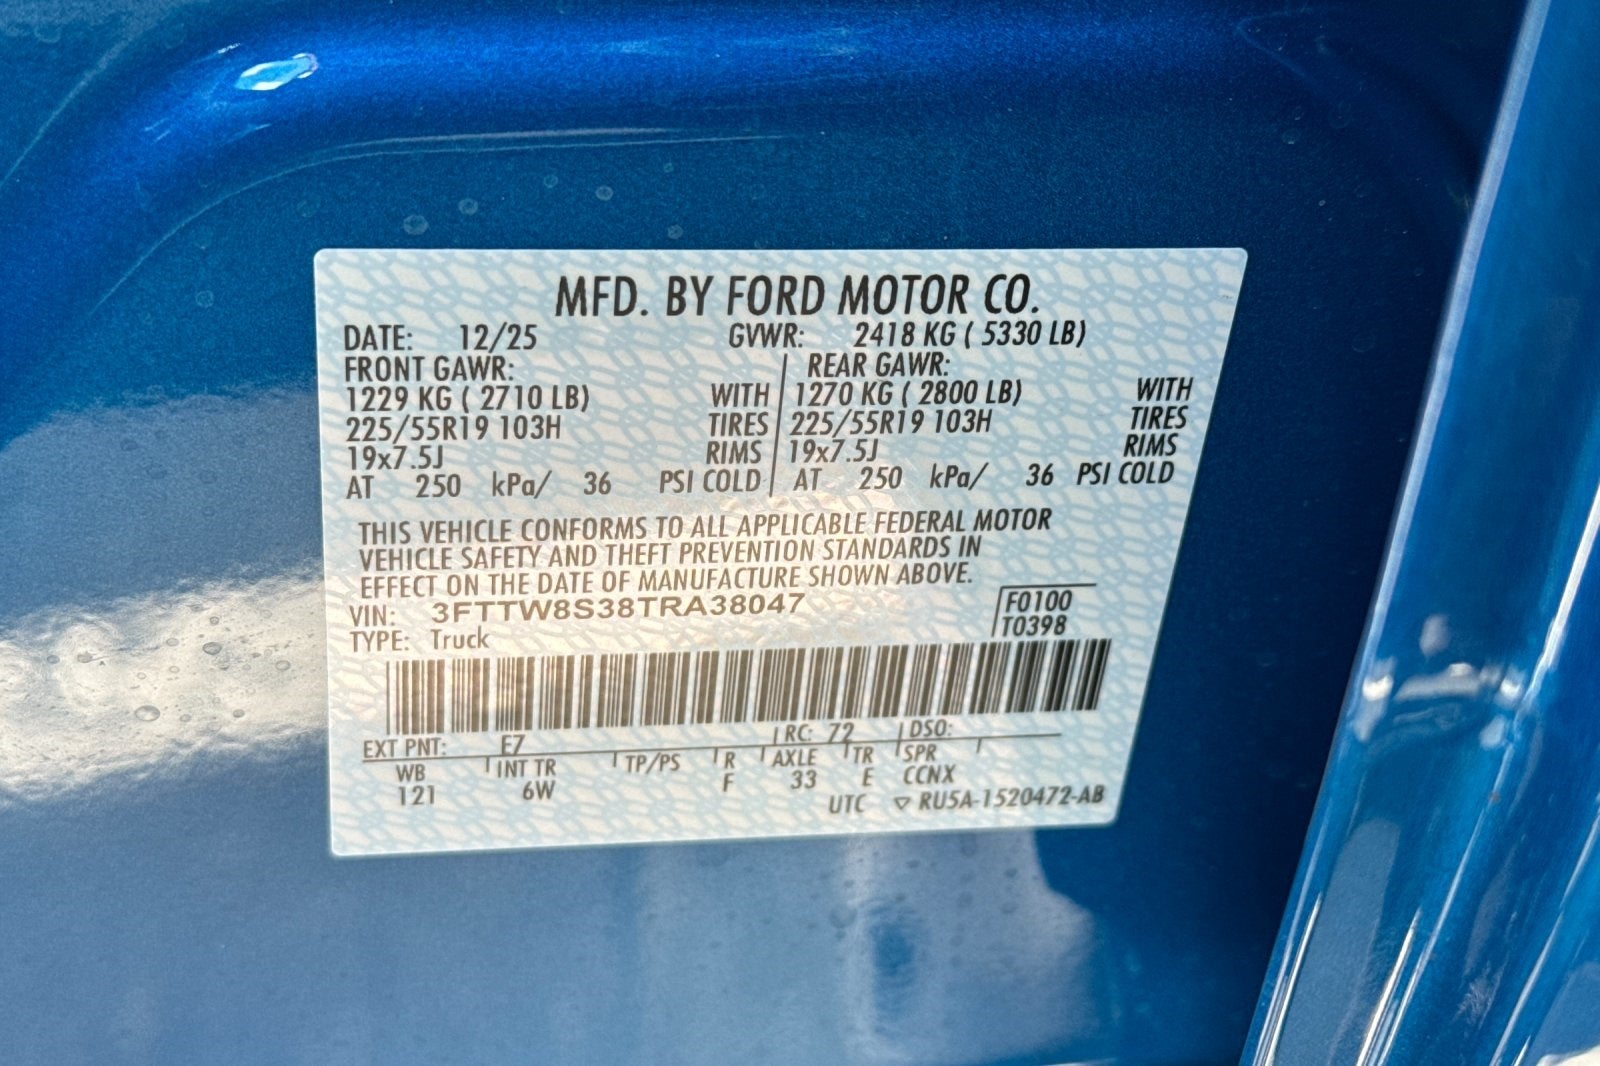 MFD. BY FORD MOTOR CO.
DATE: 12/25 GVWR: 2418 KG ( 5330 LB)
FRONT GAWR: REAR GAWR:
1229 KG ( 2710 LB) WITH 1270 KG ( 2800 LB) WITH
225/55R19 103H TIRES 225/55R19 103H TIRES
19x7.5J RIMS 19x7.5J RIMS
AT 250 kPa/ 36 PSI COLD AT 250 kPa/ 36 PSI COLD
THIS VEHICLE CONFORMS TO ALL APPLICABLE FEDERAL MOTOR
VEHICLE SAFETY AND THEFT PREVENTION STANDARDS IN
EFFECT ON THE DATE OF MANUFACTURE SHOWN ABOVE.
VIN: 3FTTW8S38TRA38047 F0100
TYPE: Truck T0398
EXT PNT: E7 RC: 72 DSO:
WB INT TR TP/PS R AXLE TR SPR
121 6W F 33 E CCNX
UTC ▽ RU5A-1520472-AB